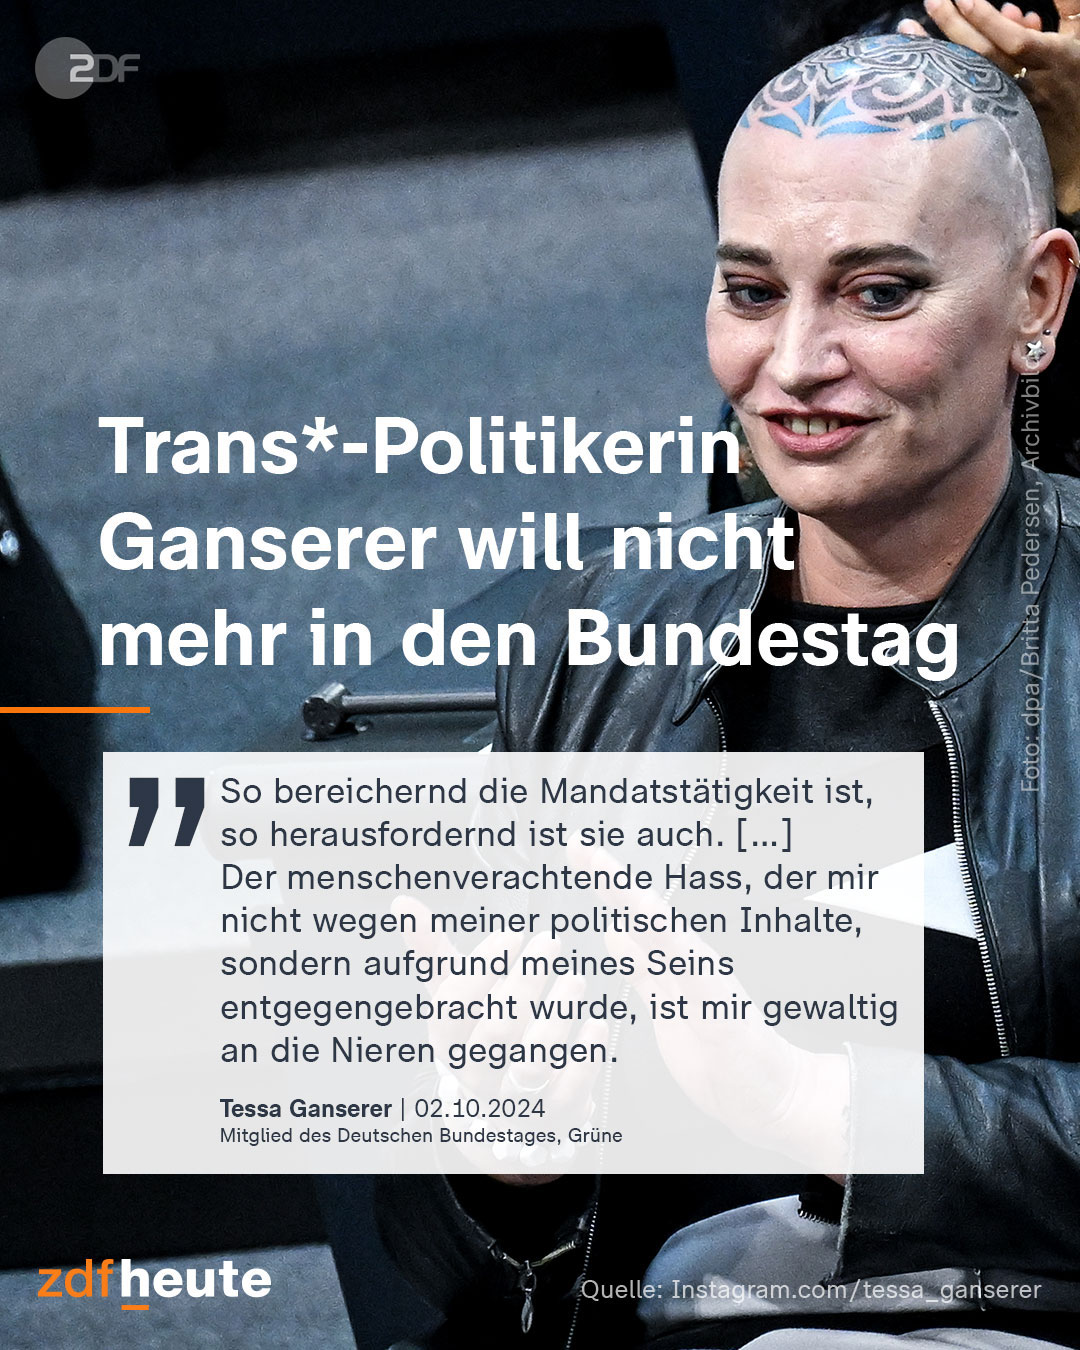 ZDF
Trans*-Politikerin
Ganserer will nicht
mehr in den Bundestag
Foto: dpa/Britta Pedersen, Archivbild
„So bereichernd die Mandatstätigkeit ist,
so herausfordernd ist sie auch. [...]
Der menschenverachtende Hass, der mir
nicht wegen meiner politischen Inhalte,
sondern aufgrund meines Seins
entgegengebracht wurde, ist mir gewaltig
an die Nieren gegangen.
Tessa Ganserer | 02.10.2024
Mitglied des Deutschen Bundestages, Grüne
zdfheute
Quelle: Instagram.com/tessa_ganserer